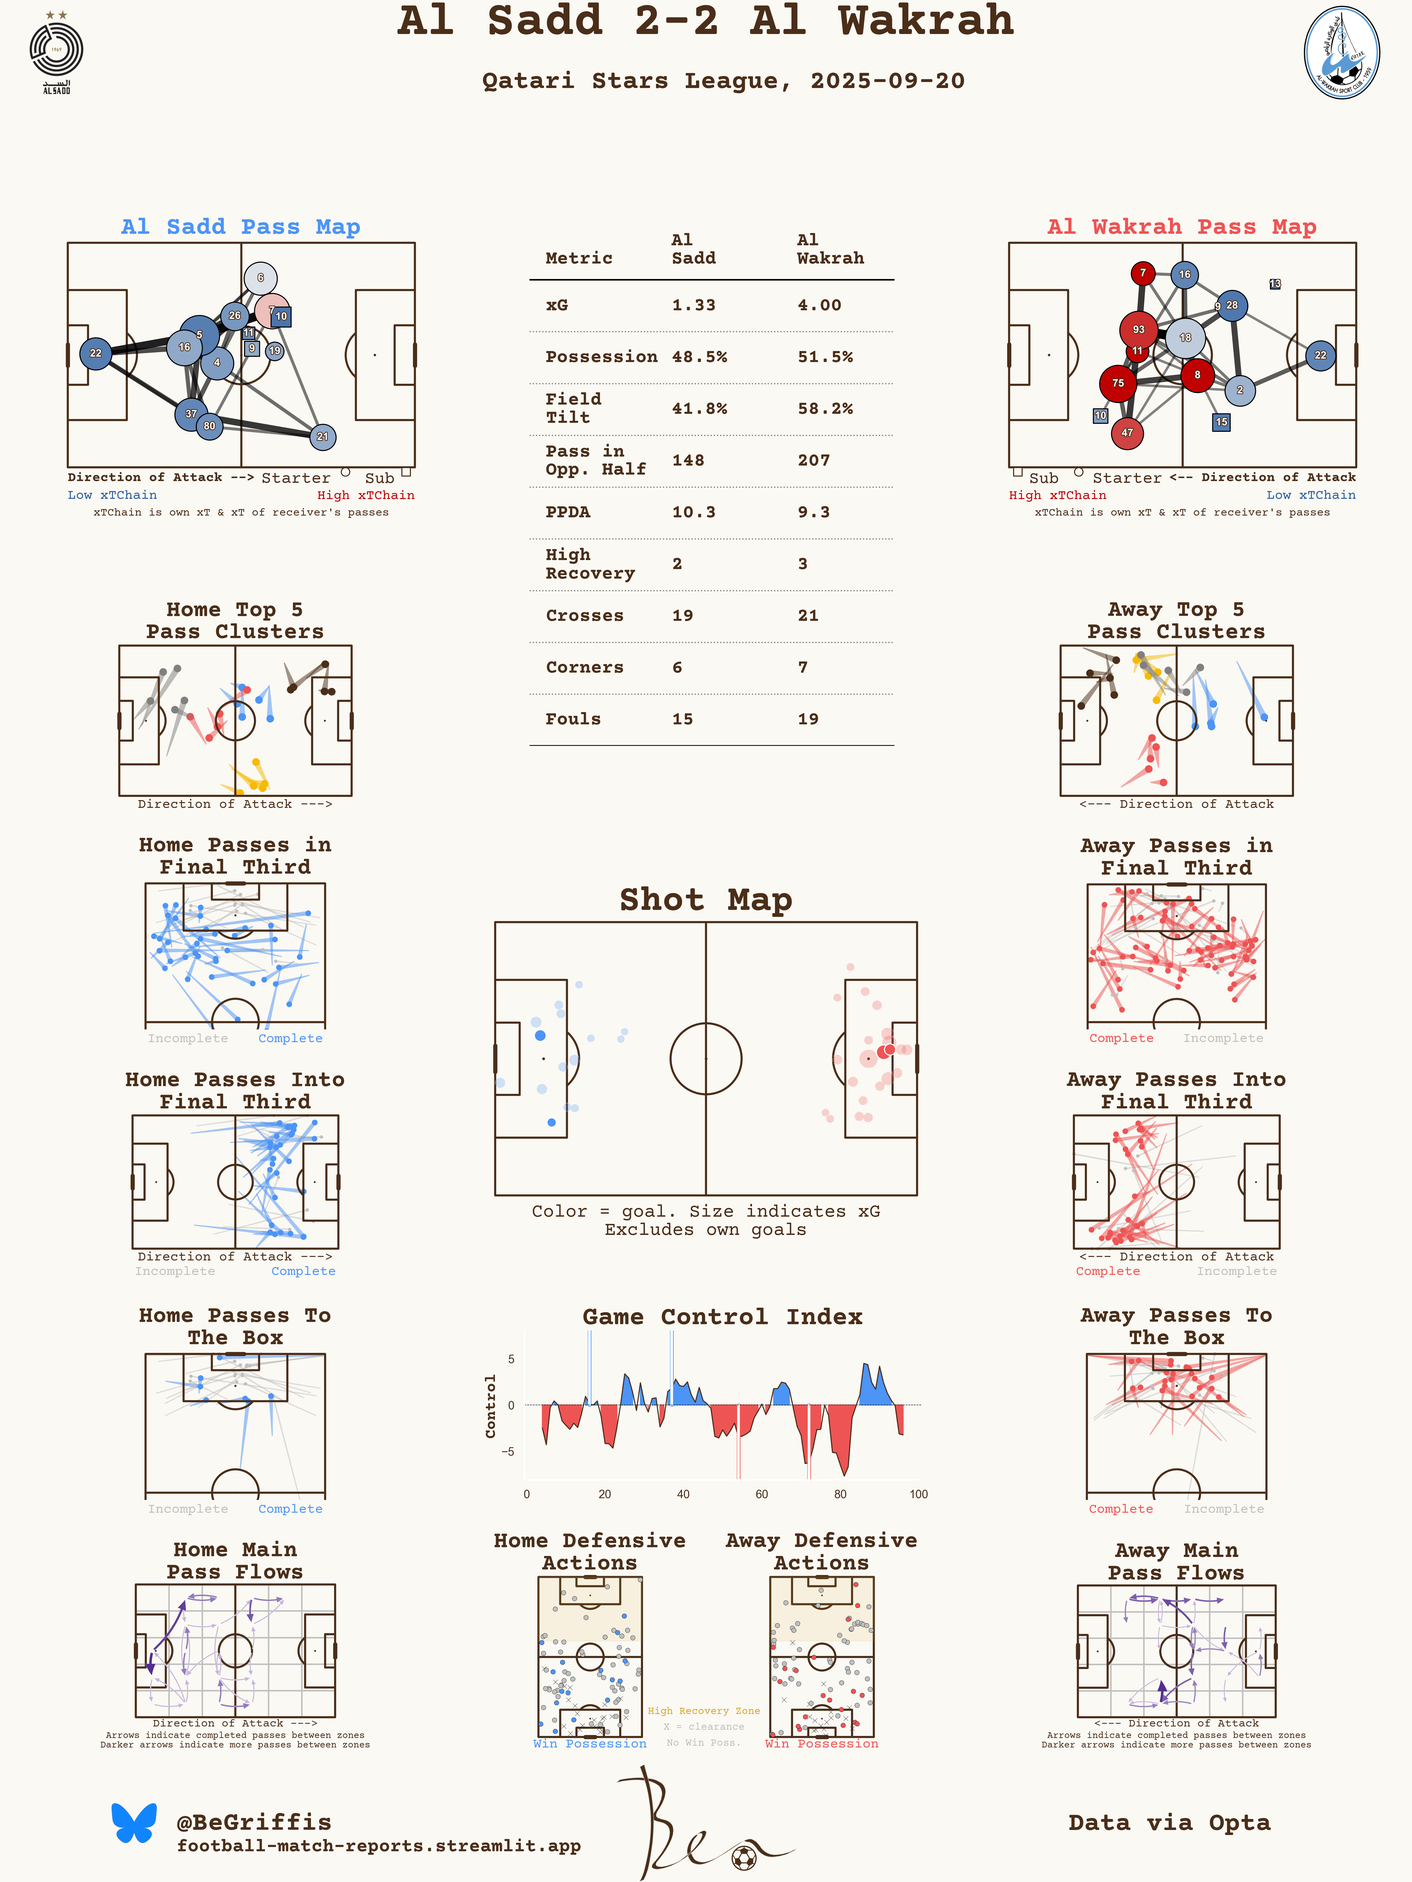 Al Sadd 2-2 Al Wakrah
Qatari Stars League, 2025-09-20
1969
السد
ALSADD
AL-WAKRAH SPORT CLUB - 1959
QATAR
Al Sadd Pass Map
6
7
26
10
5
11
16
9
19
22
4
37
80
21
Direction of Attack --> Starter Sub
Low xTChain High xTChain
xTChain is own xT & xT of receiver's passes
Metric Al Sadd Al Wakrah
xG 1.33 4.00
Possession 48.5% 51.5%
Field Tilt 41.8% 58.2%
Pass in Opp. Half 148 207
PPDA 10.3 9.3
High Recovery 2 3
Crosses 19 21
Corners 6 7
Fouls 15 19
Al Wakrah Pass Map
7
16
13
9
28
93
18
11
22
75
8
2
10
15
47
Sub Starter <-- Direction of Attack
High xTChain Low xTChain
xTChain is own xT & xT of receiver's passes
Home Top 5
Pass Clusters
Direction of Attack --->
Away Top 5
Pass Clusters
<--- Direction of Attack
Home Passes in
Final Third
Incomplete Complete
Away Passes in
Final Third
Complete Incomplete
Shot Map
Color = goal. Size indicates xG
Excludes own goals
Home Passes Into
Final Third
Direction of Attack --->
Incomplete Complete
Away Passes Into
Final Third
<--- Direction of Attack
Complete Incomplete
Home Passes To
The Box
Incomplete Complete
Game Control Index
Control
5
0
−5
0 20 40 60 80 100
Away Passes To
The Box
Complete Incomplete
Home Main
Pass Flows
Direction of Attack --->
Arrows indicate completed passes between zones
Darker arrows indicate more passes between zones
Home Defensive
Actions
Win Possession
Away Defensive
Actions
Win Possession
High Recovery Zone
X = clearance
No Win Poss.
Away Main
Pass Flows
<--- Direction of Attack
Arrows indicate completed passes between zones
Darker arrows indicate more passes between zones
@BeGriffis
football-match-reports.streamlit.app
Ben
Data via Opta